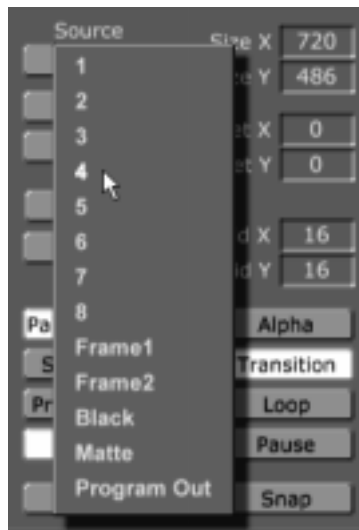 Source
1
2
3
4
5
6
7
8
Frame1
Frame2
Black
Matte
Program Out
Size X 720
Y 486
X 0
Y 0
X 16
Y 16
Alpha
Transition
Loop
Pause
Snap